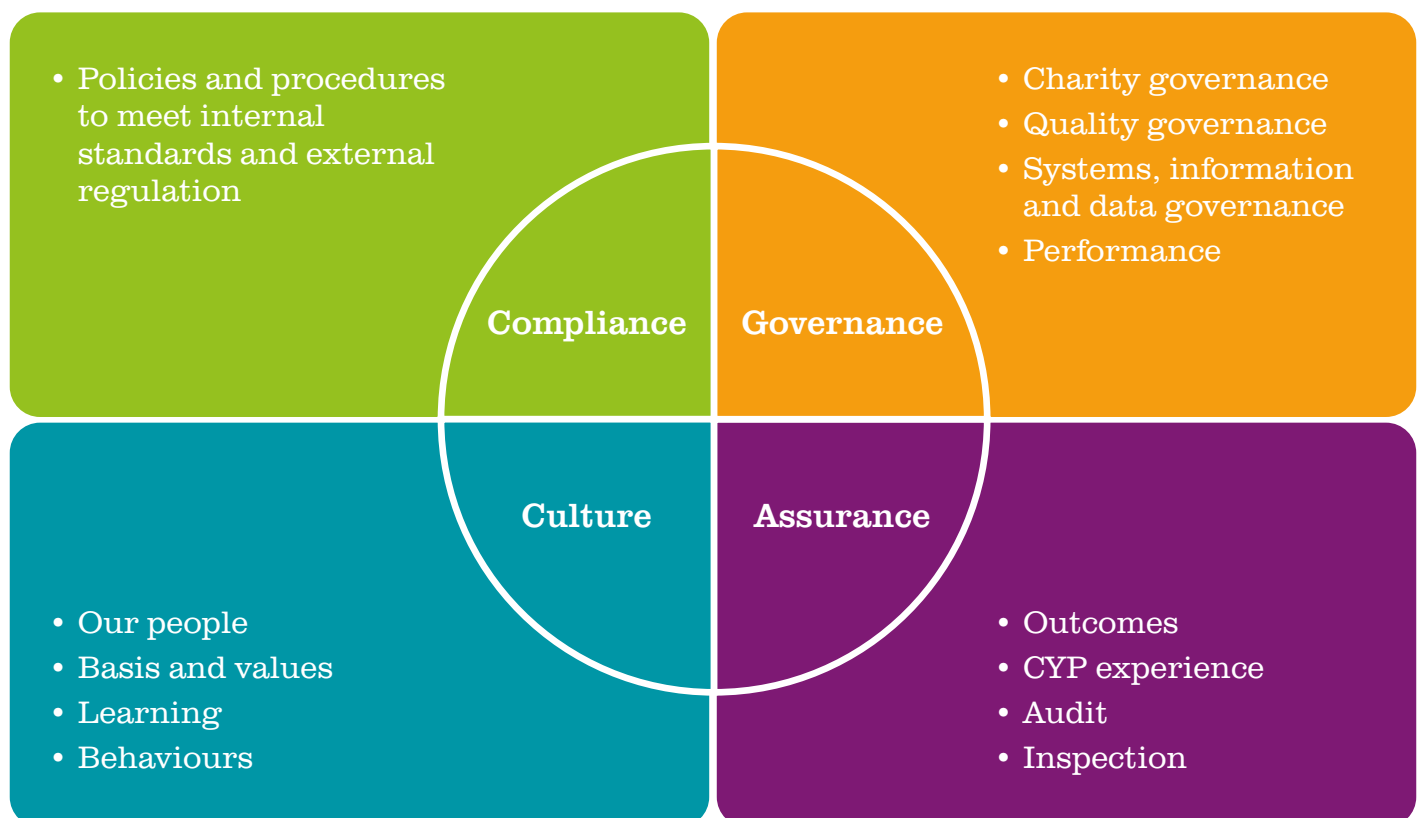 • Policies and procedures
to meet internal
standards and external
regulation
• Charity governance
• Quality governance
• Systems, information
and data governance
• Performance
Compliance
Governance
Culture
Assurance
• Our people
• Basis and values
• Learning
• Behaviours
• Outcomes
• CYP experience
• Audit
• Inspection